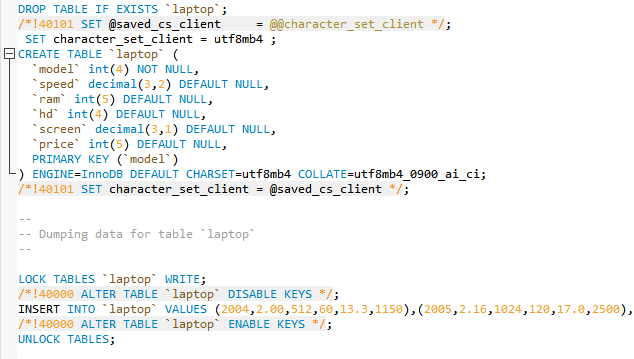 DROP TABLE IF EXISTS `laptop`;
/*!40101 SET @saved_cs_client     = @@character_set_client */;
 SET character_set_client = utf8mb4 ;
CREATE TABLE `laptop` (
  `model` int(4) NOT NULL,
  `speed` decimal(3,2) DEFAULT NULL,
  `ram` int(5) DEFAULT NULL,
  `hd` int(4) DEFAULT NULL,
  `screen` decimal(3,1) DEFAULT NULL,
  `price` int(5) DEFAULT NULL,
  PRIMARY KEY (`model`)
) ENGINE=InnoDB DEFAULT CHARSET=utf8mb4 COLLATE=utf8mb4_0900_ai_ci;
/*!40101 SET character_set_client = @saved_cs_client */;

--
-- Dumping data for table `laptop`
--

LOCK TABLES `laptop` WRITE;
/*!40000 ALTER TABLE `laptop` DISABLE KEYS */;
INSERT INTO `laptop` VALUES (2004,2.00,512,60,13.3,1150),(2005,2.16,1024,120,17.0,2500),
/*!40000 ALTER TABLE `laptop` ENABLE KEYS */;
UNLOCK TABLES;